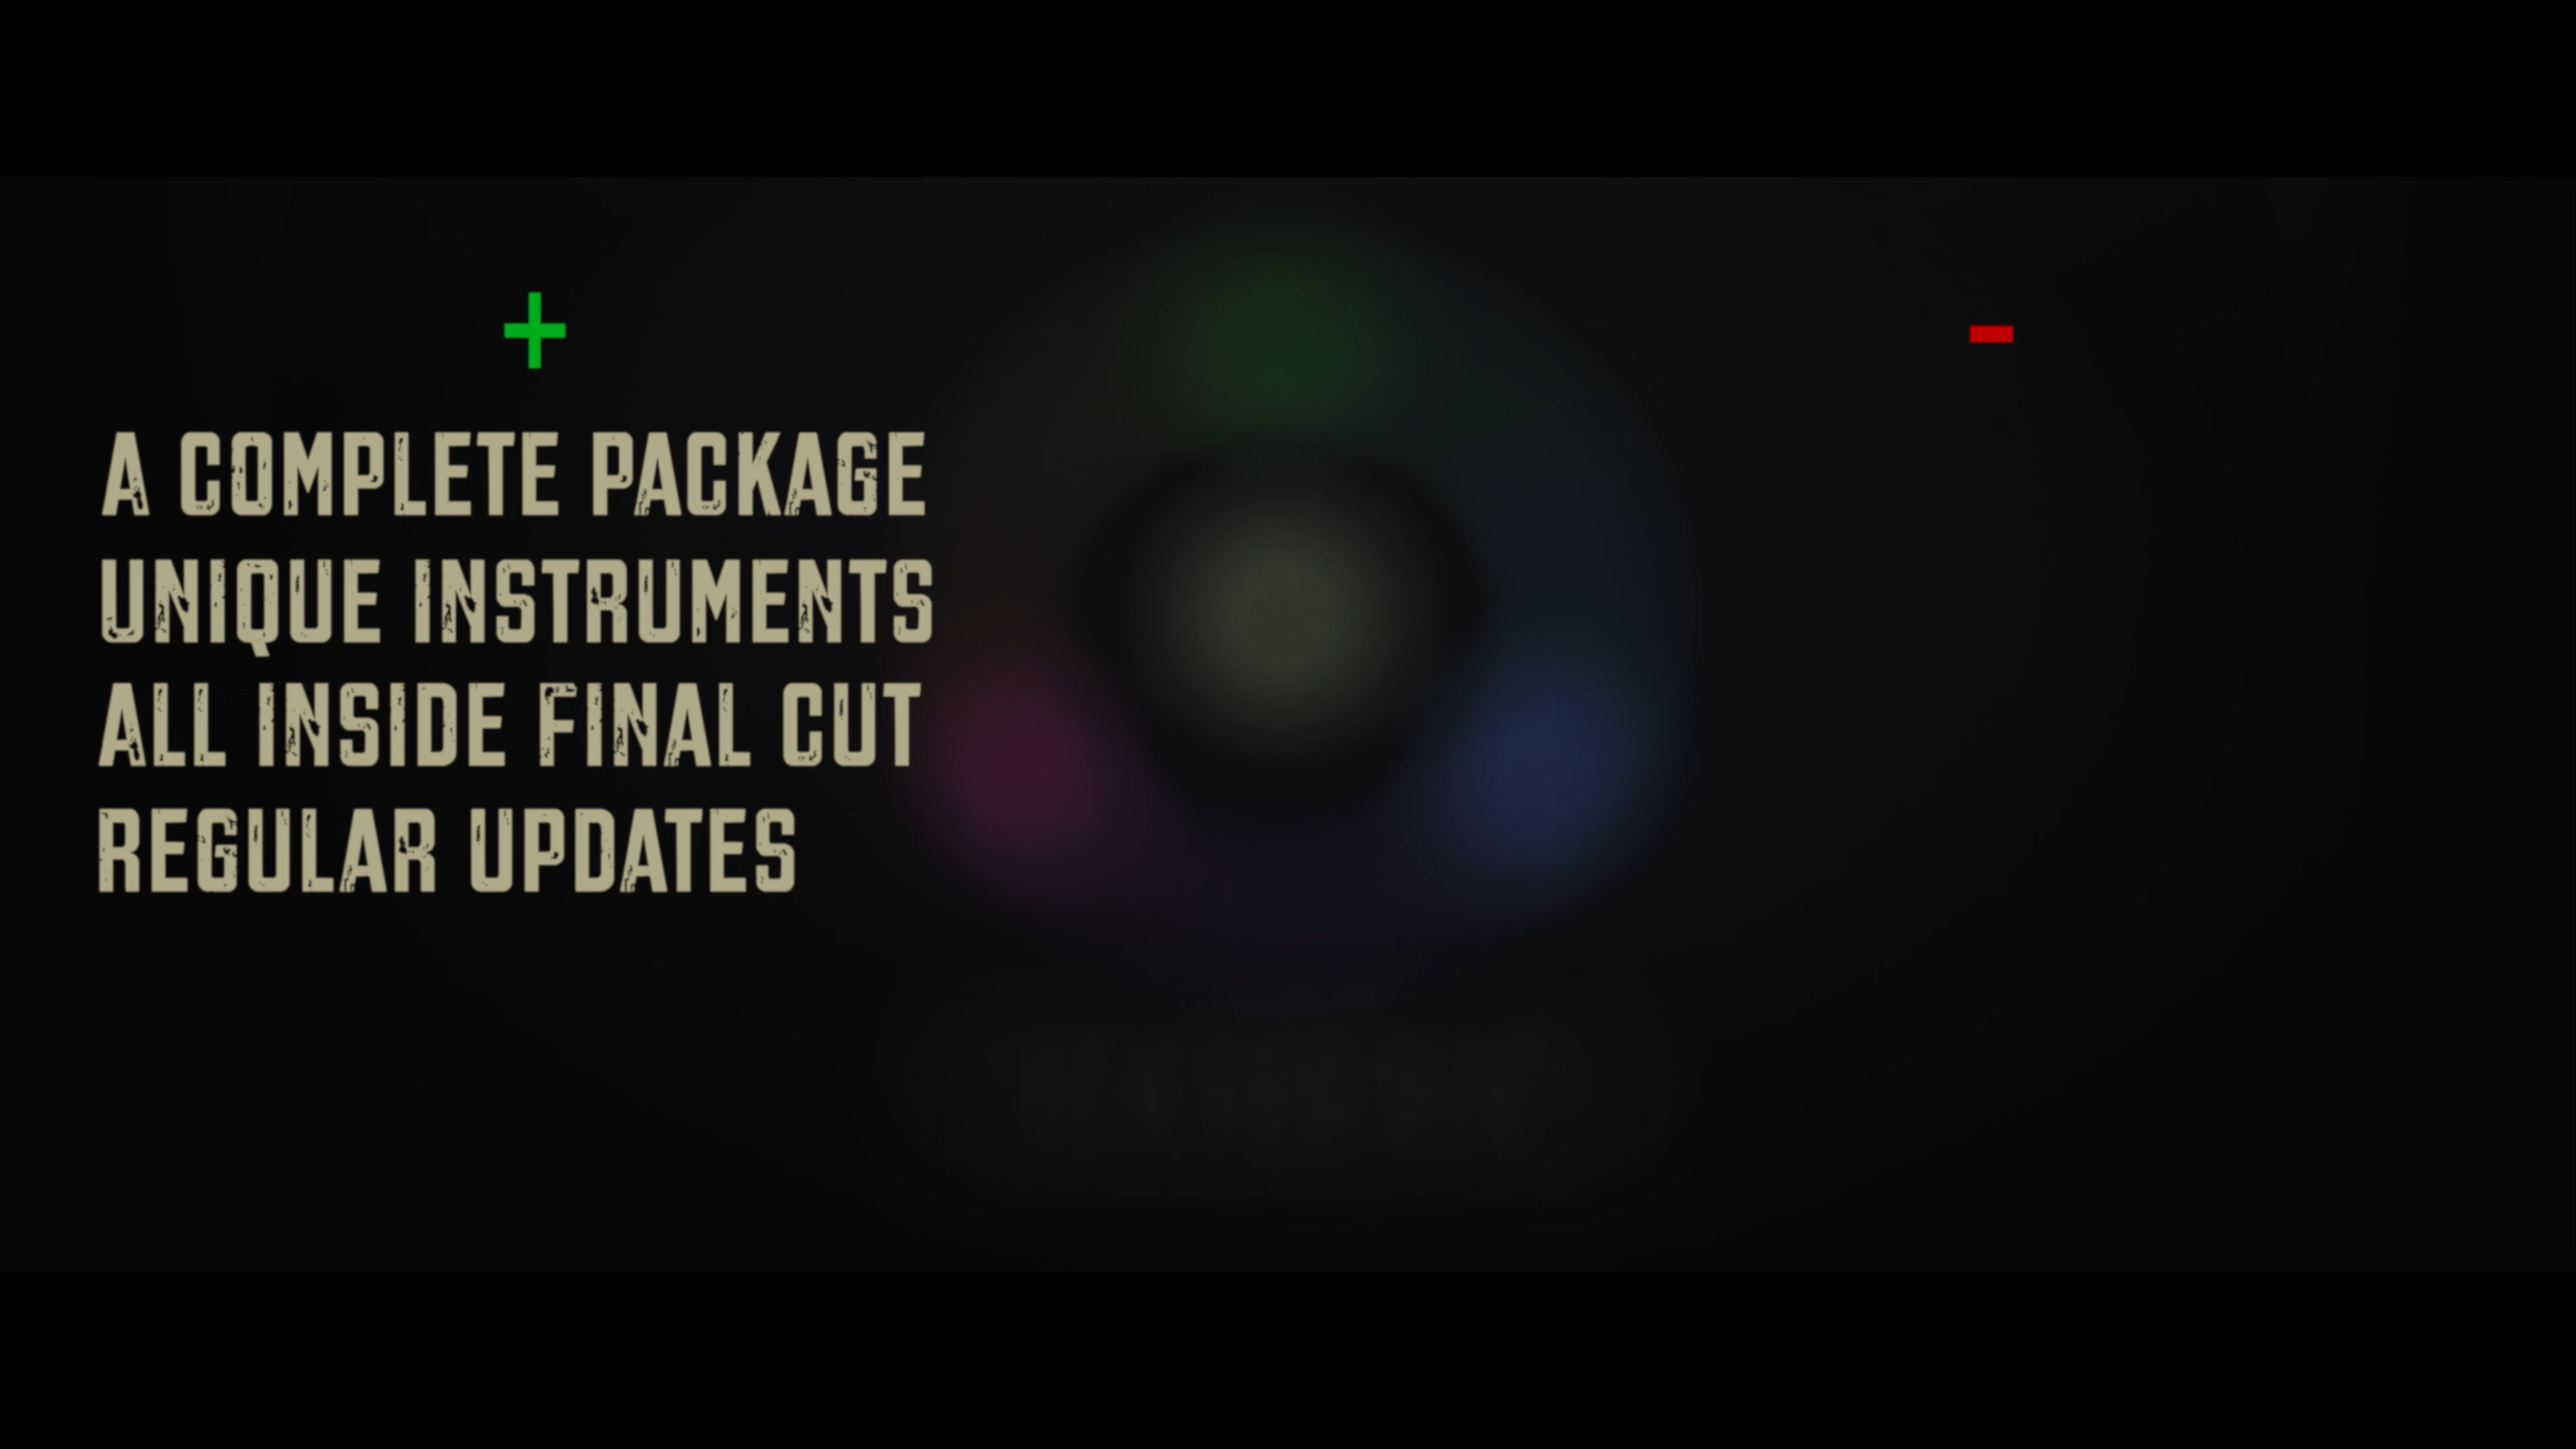 +
-
A COMPLETE PACKAGE
UNIQUE INSTRUMENTS
ALL INSIDE FINAL CUT
REGULAR UPDATES